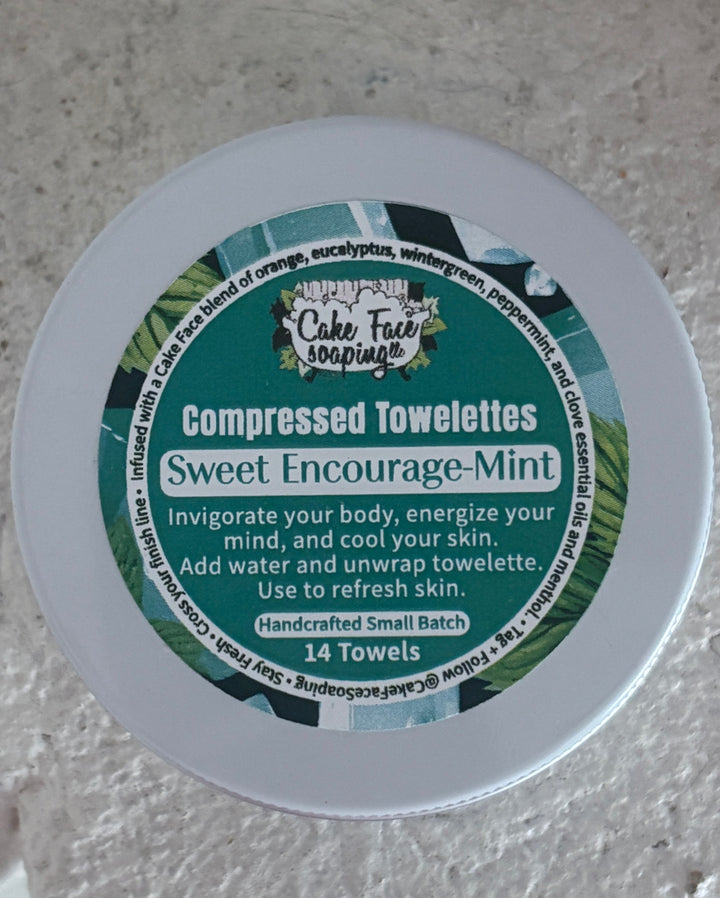 Cake Face
soaping llc
Compressed Towelettes
Sweet Encourage-Mint
Invigorate your body, energize your
mind, and cool your skin.
Add water and unwrap towelette.
Use to refresh skin.
Handcrafted Small Batch
14 Towels
Infused with a Cake Face blend of orange, eucalyptus, wintergreen, peppermint, and clove essential oils and menthol. • Tag + Follow @CakeFaceSoaping • Stay Fresh • Cross your finish line •